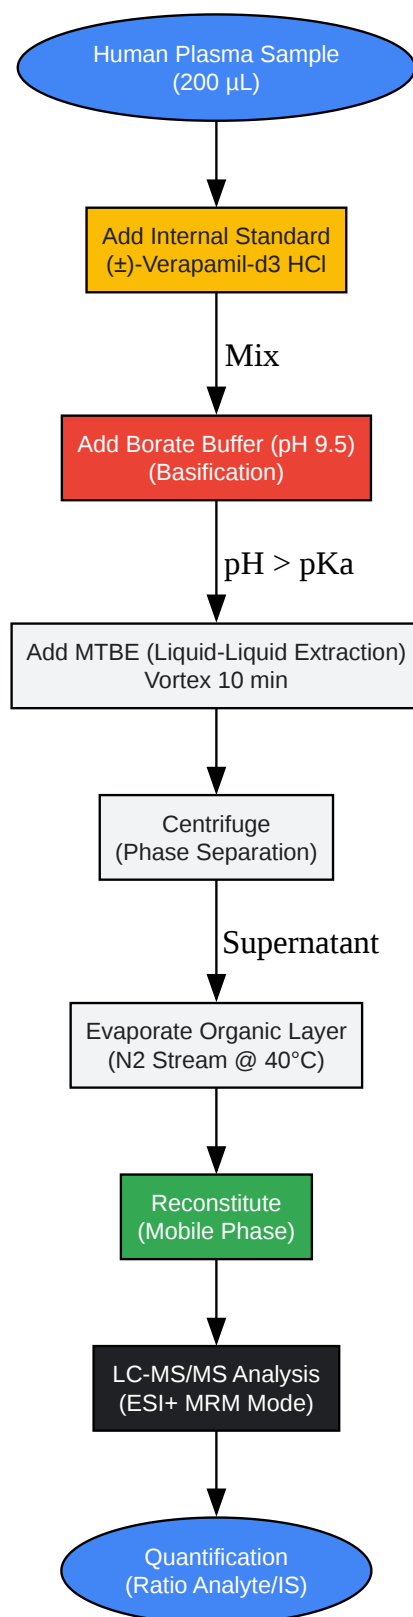 Human Plasma Sample
(200 µL)
Add Internal Standard
(±)-Verapamil-d3 HCl
Mix
Add Borate Buffer (pH 9.5)
(Basification)
pH > pKa
Add MTBE (Liquid-Liquid Extraction)
Vortex 10 min
Centrifuge
(Phase Separation)
Supernatant
Evaporate Organic Layer
(N2 Stream @ 40°C)
Reconstitute
(Mobile Phase)
LC-MS/MS Analysis
(ESI+ MRM Mode)
Quantification
(Ratio Analyte/IS)